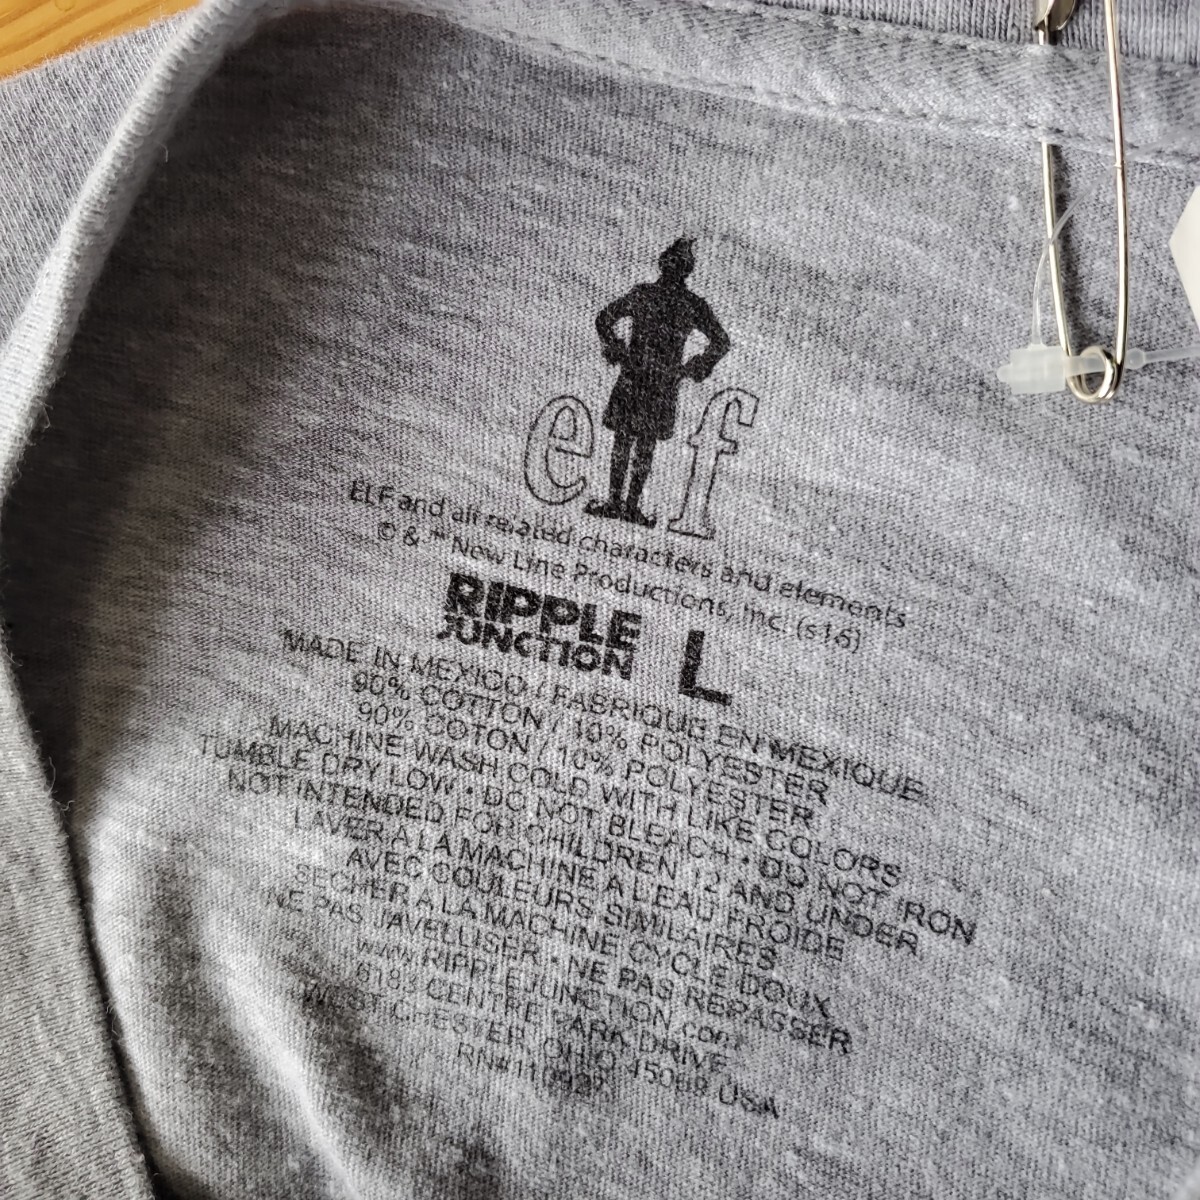 elf
ELF and all related characters and elements
© & ™ New Line Productions, Inc. (s16)
RIPPLE
JUNCTION L
MADE IN MEXICO / FABRIQUE EN MEXIQUE
90% COTTON / 10% POLYESTER
90% COTON / 10% POLYESTER
MACHINE WASH COLD WITH LIKE COLORS
TUMBLE DRY LOW • DO NOT BLEACH • DO NOT IRON
NOT INTENDED FOR CHILDREN 12 AND UNDER
LAVER A LA MACHINE A L'EAU FROIDE
AVEC COULEURS SIMILAIRES
SECHER A LA MACHINE CYCLE DOUX
NE PAS JAVELLISER • NE PAS REPASSER
www.RIPPLEJUNCTION.com
6183 CENTRE PARK DRIVE
WEST CHESTER, OHIO 45069 USA